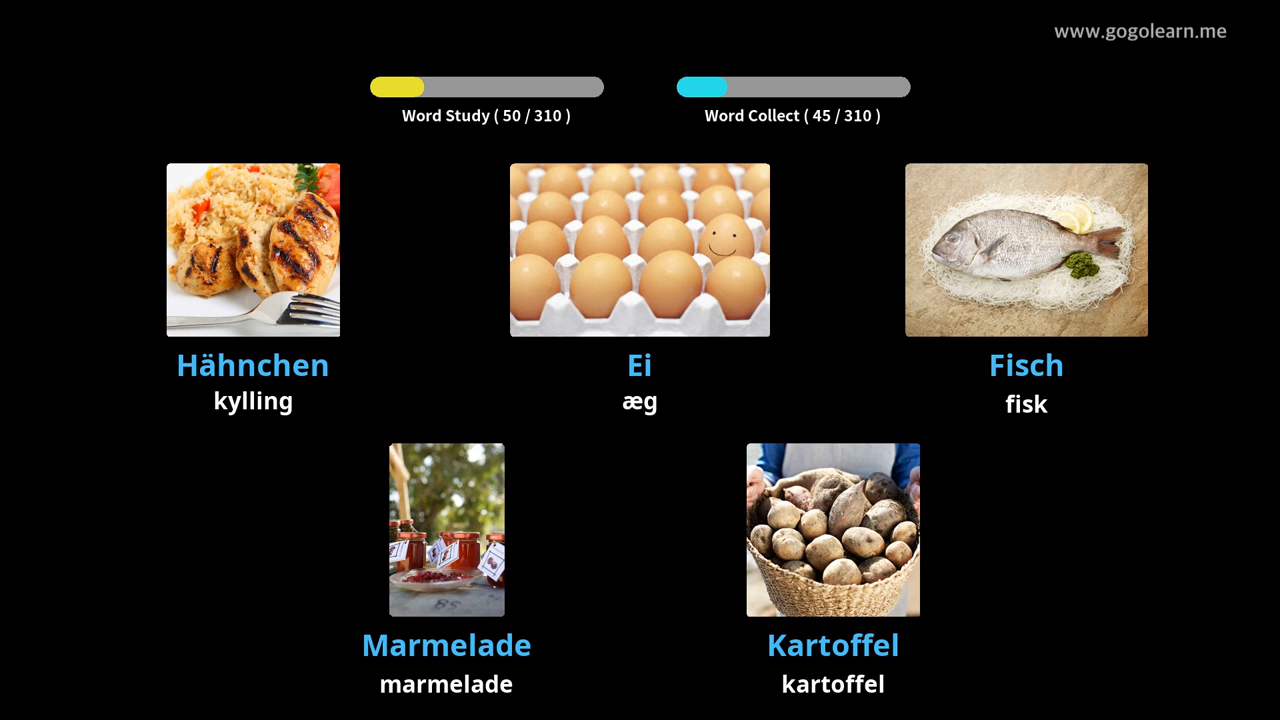 www.gogolearn.me
Word Study ( 50 / 310 )
Word Collect ( 45 / 310 )
Hähnchen
kylling
Ei
æg
Fisch
fisk
Marmelade
marmelade
Kartoffel
kartoffel